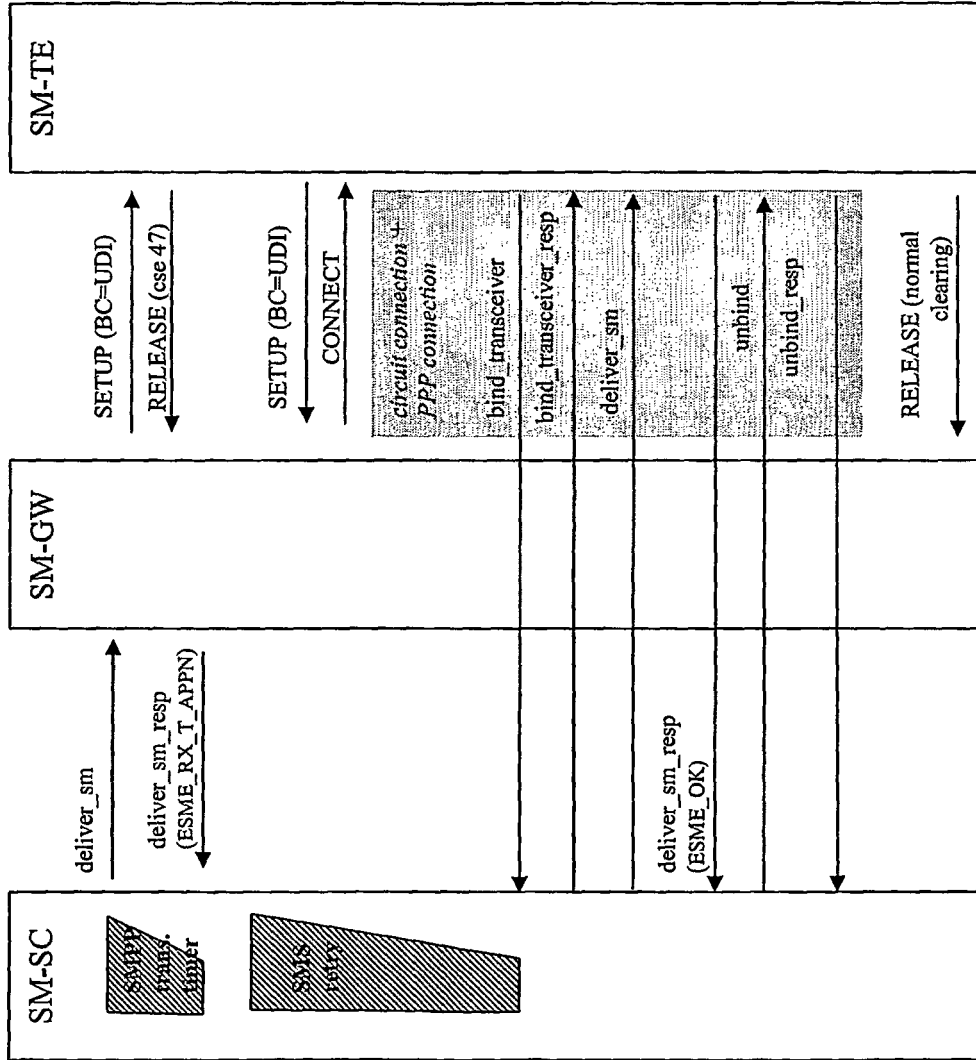 SM-SC
SM-GW
SM-TE
SMPP
trans.
timer
deliver_sm
SETUP (BC=UDI)
RELEASE (cse 47)
deliver_sm_resp
(ESME_RX_T_APPN)
SMS
retry
SETUP (BC=UDI)
CONNECT
circuit connection
PPP connection
bind_transceiver
bind_transceiver_resp
deliver_sm
deliver_sm_resp
(ESME_OK)
unbind
unbind_resp
RELEASE (normal
clearing)